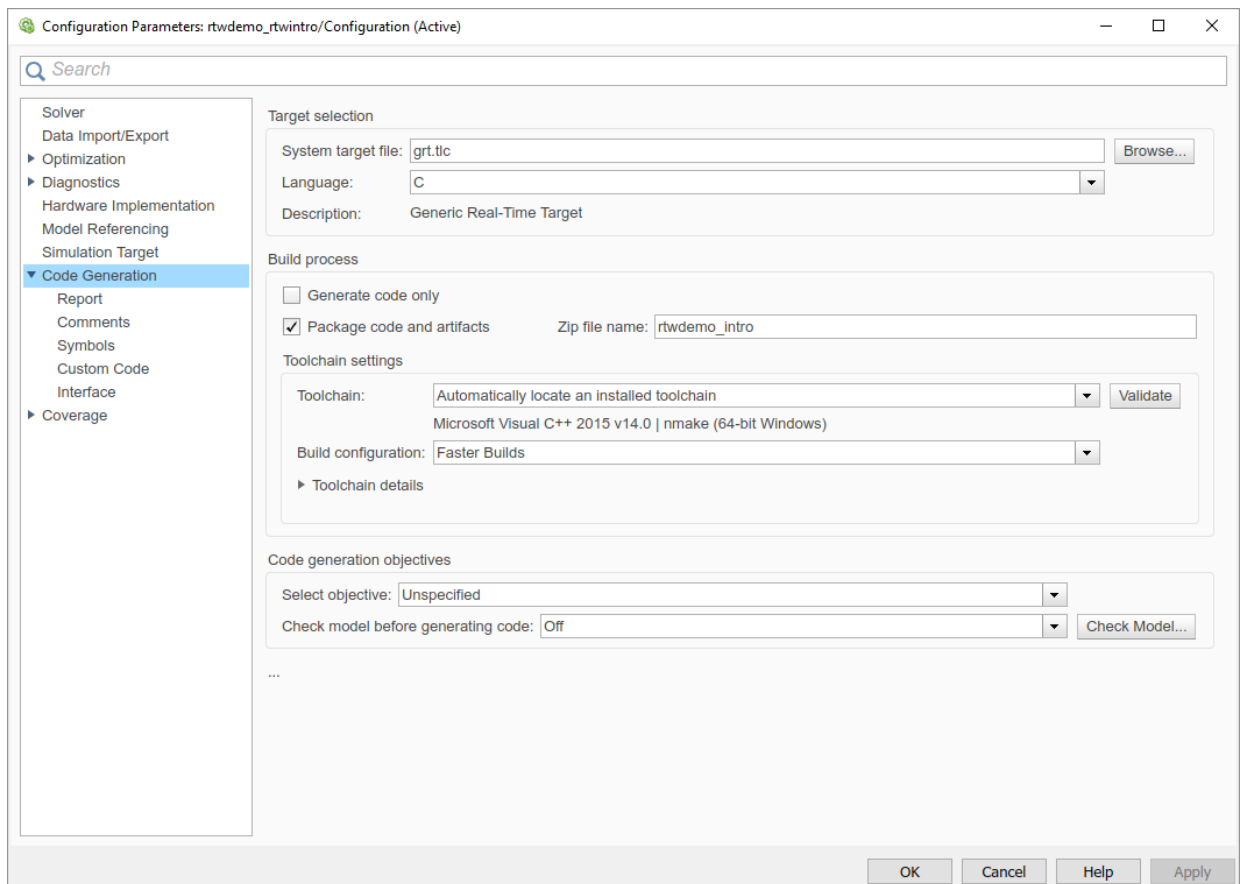 Configuration Parameters: rtwdemo_rtwintro/Configuration (Active)
Search
Solver
Data Import/Export
Optimization
Diagnostics
Hardware Implementation
Model Referencing
Simulation Target
Code Generation
Report
Comments
Symbols
Custom Code
Interface
Coverage
Target selection
System target file: grt.tlc Browse...
Language: C
Description: Generic Real-Time Target
Build process
Generate code only
Package code and artifacts Zip file name: rtwdemo_intro
Toolchain settings
Toolchain: Automatically locate an installed toolchain Validate
Microsoft Visual C++ 2015 v14.0 | nmake (64-bit Windows)
Build configuration: Faster Builds
Toolchain details
Code generation objectives
Select objective: Unspecified
Check model before generating code: Off Check Model...
...
OK Cancel Help Apply